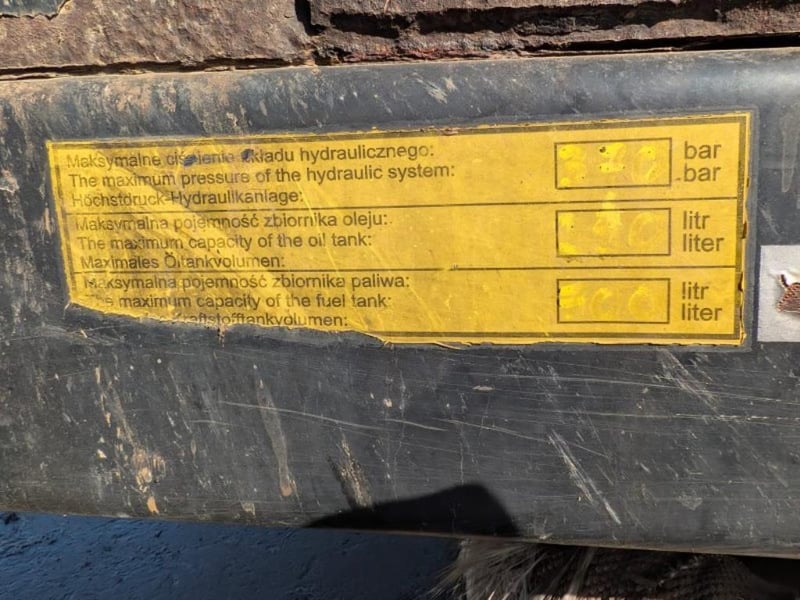 Maksymalne ciśnienie układu hydraulicznego: bar
The maximum pressure of the hydraulic system: bar
Höchstdruck-Hydraulikanlage:
Maksymalna pojemność zbiornika oleju: litr
The maximum capacity of the oil tank: liter
Maximales Öltankvolumen:
Maksymalna pojemność zbiornika paliwa: litr
The maximum capacity of the fuel tank: liter
Kraftstofftankvolumen: